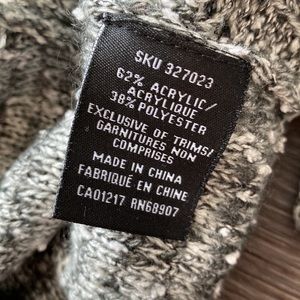 SKU 327023
62% ACRYLIC/
ACRYLIQUE
38% POLYESTER
EXCLUSIVE OF TRIMS/
GARNITURES NON
COMPRISES
MADE IN CHINA
FABRIQUÉ EN CHINE
CA01217 RN68907